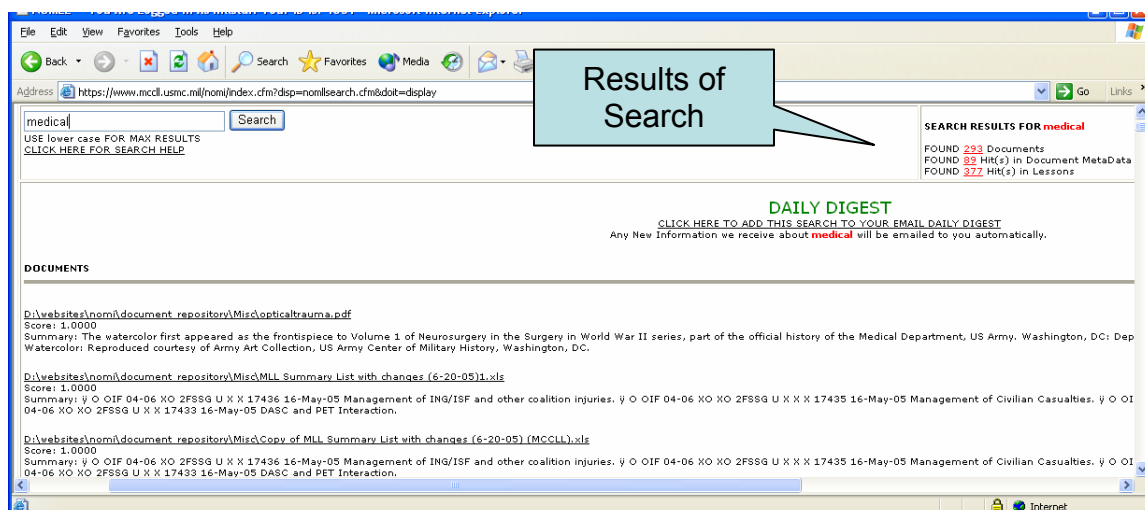 File Edit View Favorites Tools Help
Back Search Favorites Media
Address https://www.mccll.usmc.mil/nomi/index.cfm?disp=nomllsearch.cfm&doit=display Go Links
Results of
Search
medical Search
USE lower case FOR MAX RESULTS
CLICK HERE FOR SEARCH HELP
SEARCH RESULTS FOR medical
FOUND 293 Documents
FOUND 89 Hit(s) in Document MetaData
FOUND 377 Hit(s) in Lessons
DAILY DIGEST
CLICK HERE TO ADD THIS SEARCH TO YOUR EMAIL DAILY DIGEST
Any New Information we receive about medical will be emailed to you automatically.
DOCUMENTS
D:\websites\nomi\document repository\Misc\opticaltrauma.pdf
Score: 1.0000
Summary: The watercolor first appeared as the frontispiece to Volume 1 of Neurosurgery in the Surgery in World War II series, part of the official history of the Medical Department, US Army. Washington, DC: Dep
Watercolor: Reproduced courtesy of Army Art Collection, US Army Center of Military History, Washington, DC.
D:\websites\nomi\document repository\Misc\MLL Summary List with changes (6-20-05)1.xls
Score: 1.0000
Summary: ÿ O OIF 04-06 XO XO 2FSSG U X X 17436 16-May-05 Management of ING/ISF and other coalition injuries. ÿ O OIF 04-06 XO XO 2FSSG U X X X 17435 16-May-05 Management of Civilian Casualties. ÿ O OI
04-06 XO XO 2FSSG U X X 17433 16-May-05 DASC and PET Interaction.
D:\websites\nomi\document repository\Misc\Copy of MLL Summary List with changes (6-20-05) (MCCLL).xls
Score: 1.0000
Summary: ÿ O OIF 04-06 XO XO 2FSSG U X X 17436 16-May-05 Management of ING/ISF and other coalition injuries. ÿ O OIF 04-06 XO XO 2FSSG U X X X 17435 16-May-05 Management of Civilian Casualties. ÿ O OI
04-06 XO XO 2FSSG U X X 17433 16-May-05 DASC and PET Interaction.
Internet